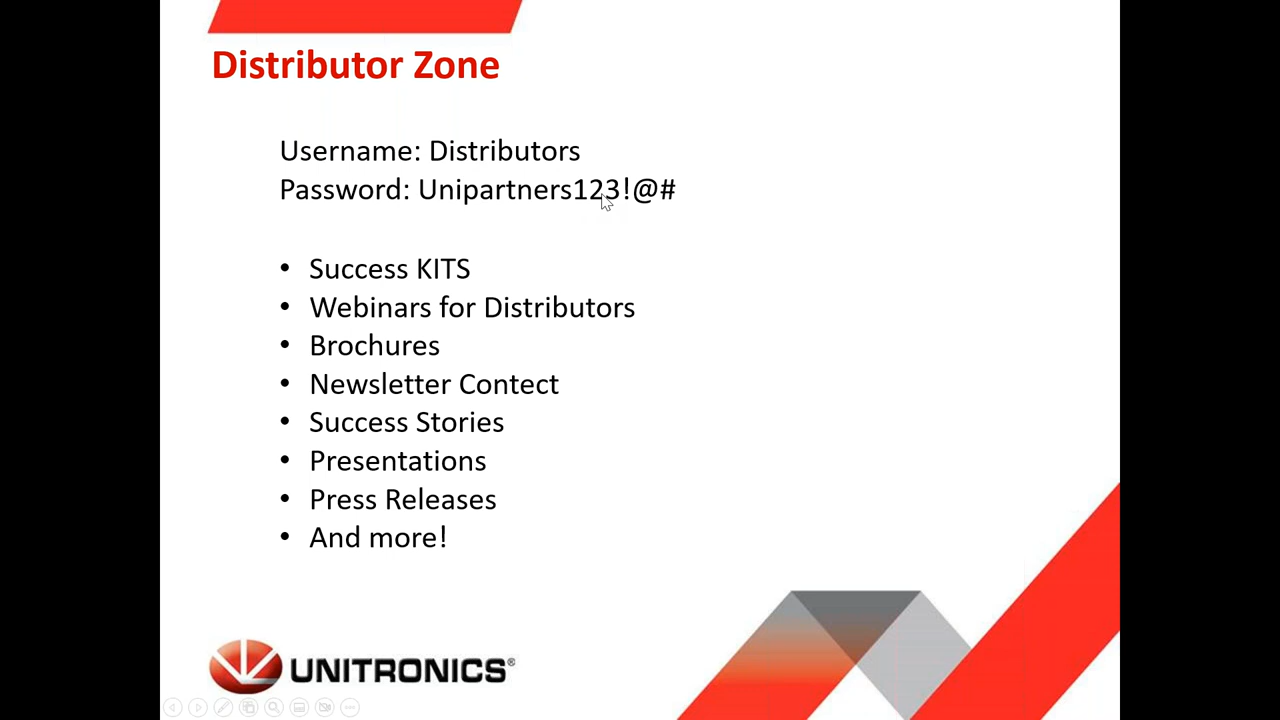 Distributor Zone
Username: Distributors
Password: Unipartners123!@#
• Success KITS
• Webinars for Distributors
• Brochures
• Newsletter Contect
• Success Stories
• Presentations
• Press Releases
• And more!
UNITRONICS®